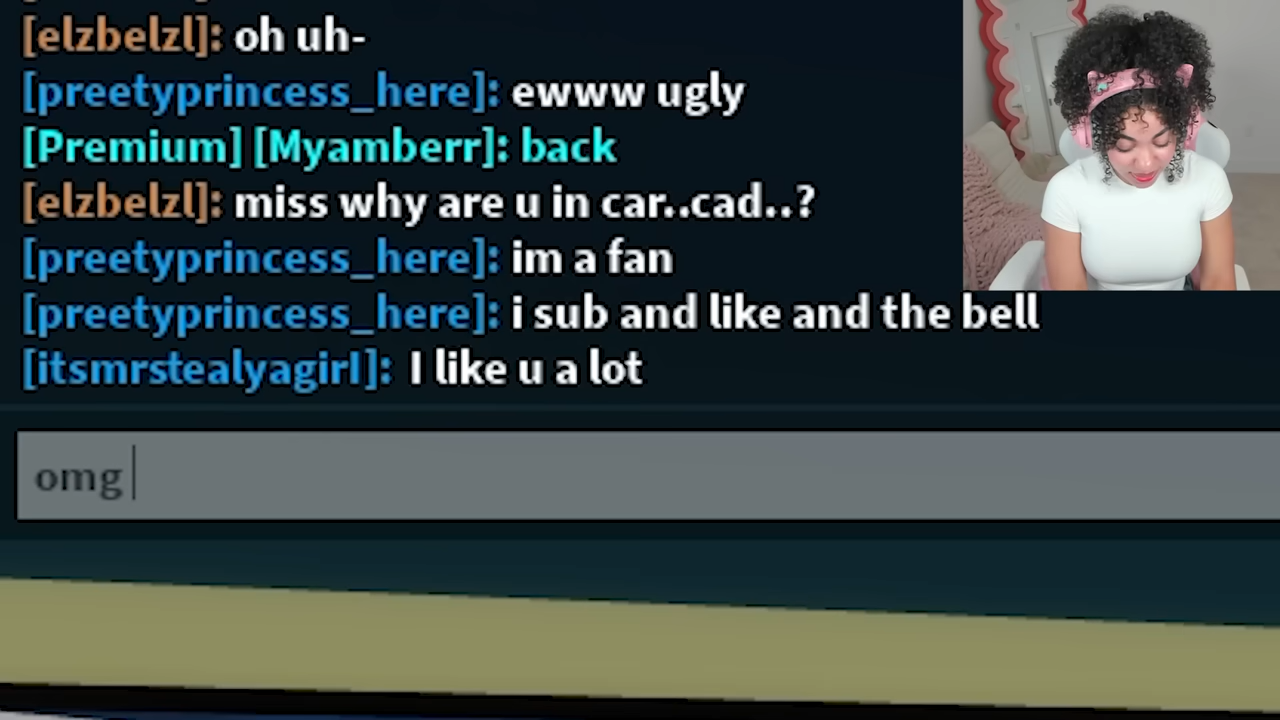 [elzbelzl]: oh uh-
[preetyprincess_here]: ewww ugly
[Premium] [Myamberr]: back
[elzbelzl]: miss why are u in car..cad..?
[preetyprincess_here]: im a fan
[preetyprincess_here]: i sub and like and the bell
[itsmrstealyagirI]: I like u a lot
omg